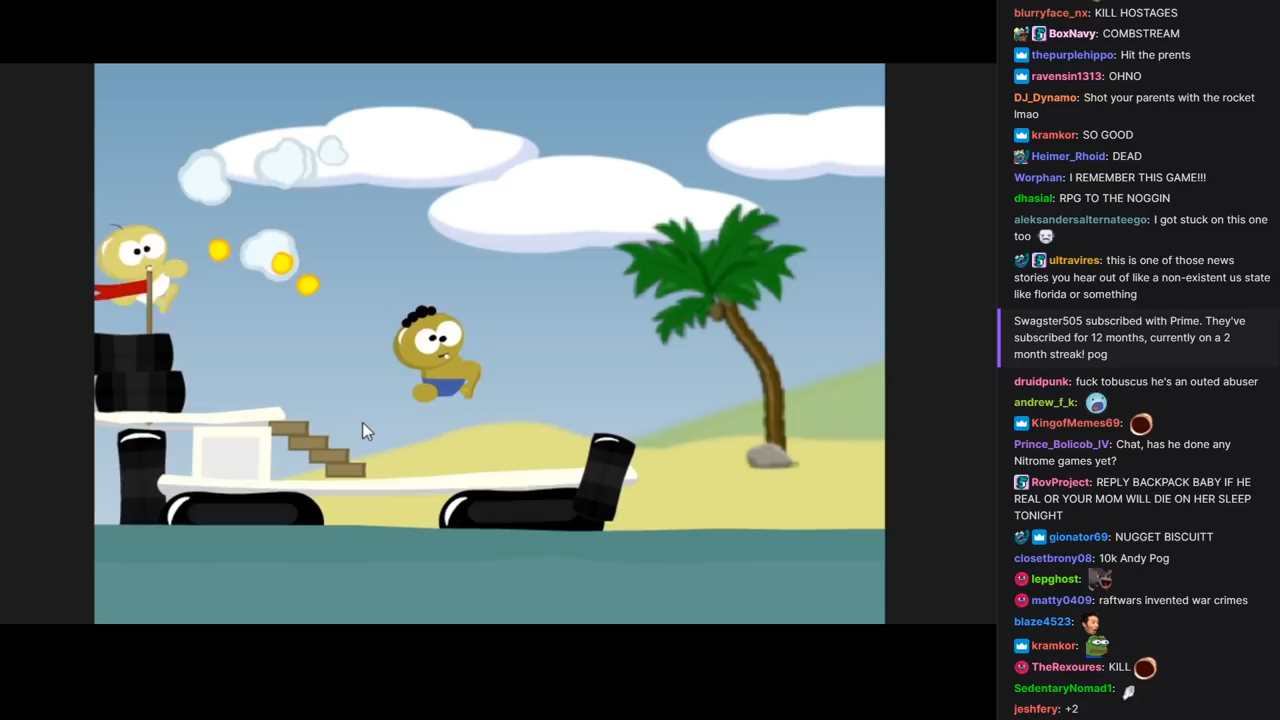 blurryface_nx: KILL HOSTAGES
BoxNavy: COMBSTREAM
thepurplehippo: Hit the prents
ravensin1313: OHNO
DJ_Dynamo: Shot your parents with the rocket
lmao
kramkor: SO GOOD
Heimer_Rhoid: DEAD
Worphan: I REMEMBER THIS GAME!!!
dhasial: RPG TO THE NOGGIN
aleksandersalternateego: I got stuck on this one
too
ultravires: this is one of those news
stories you hear out of like a non-existent us state
like florida or something
Swagster505 subscribed with Prime. They've
subscribed for 12 months, currently on a 2
month streak! pog
druidpunk: fuck tobuscus he's an outed abuser
andrew_f_k:
KingofMemes69:
Prince_Bolicob_IV: Chat, has he done any
Nitrome games yet?
RovProject: REPLY BACKPACK BABY IF HE
REAL OR YOUR MOM WILL DIE ON HER SLEEP
TONIGHT
gionator69: NUGGET BISCUITT
closetbrony08: 10k Andy Pog
lepghost:
matty0409: raftwars invented war crimes
blaze4523:
kramkor:
TheRexoures: KILL
SedentaryNomad1:
jeshfery: +2